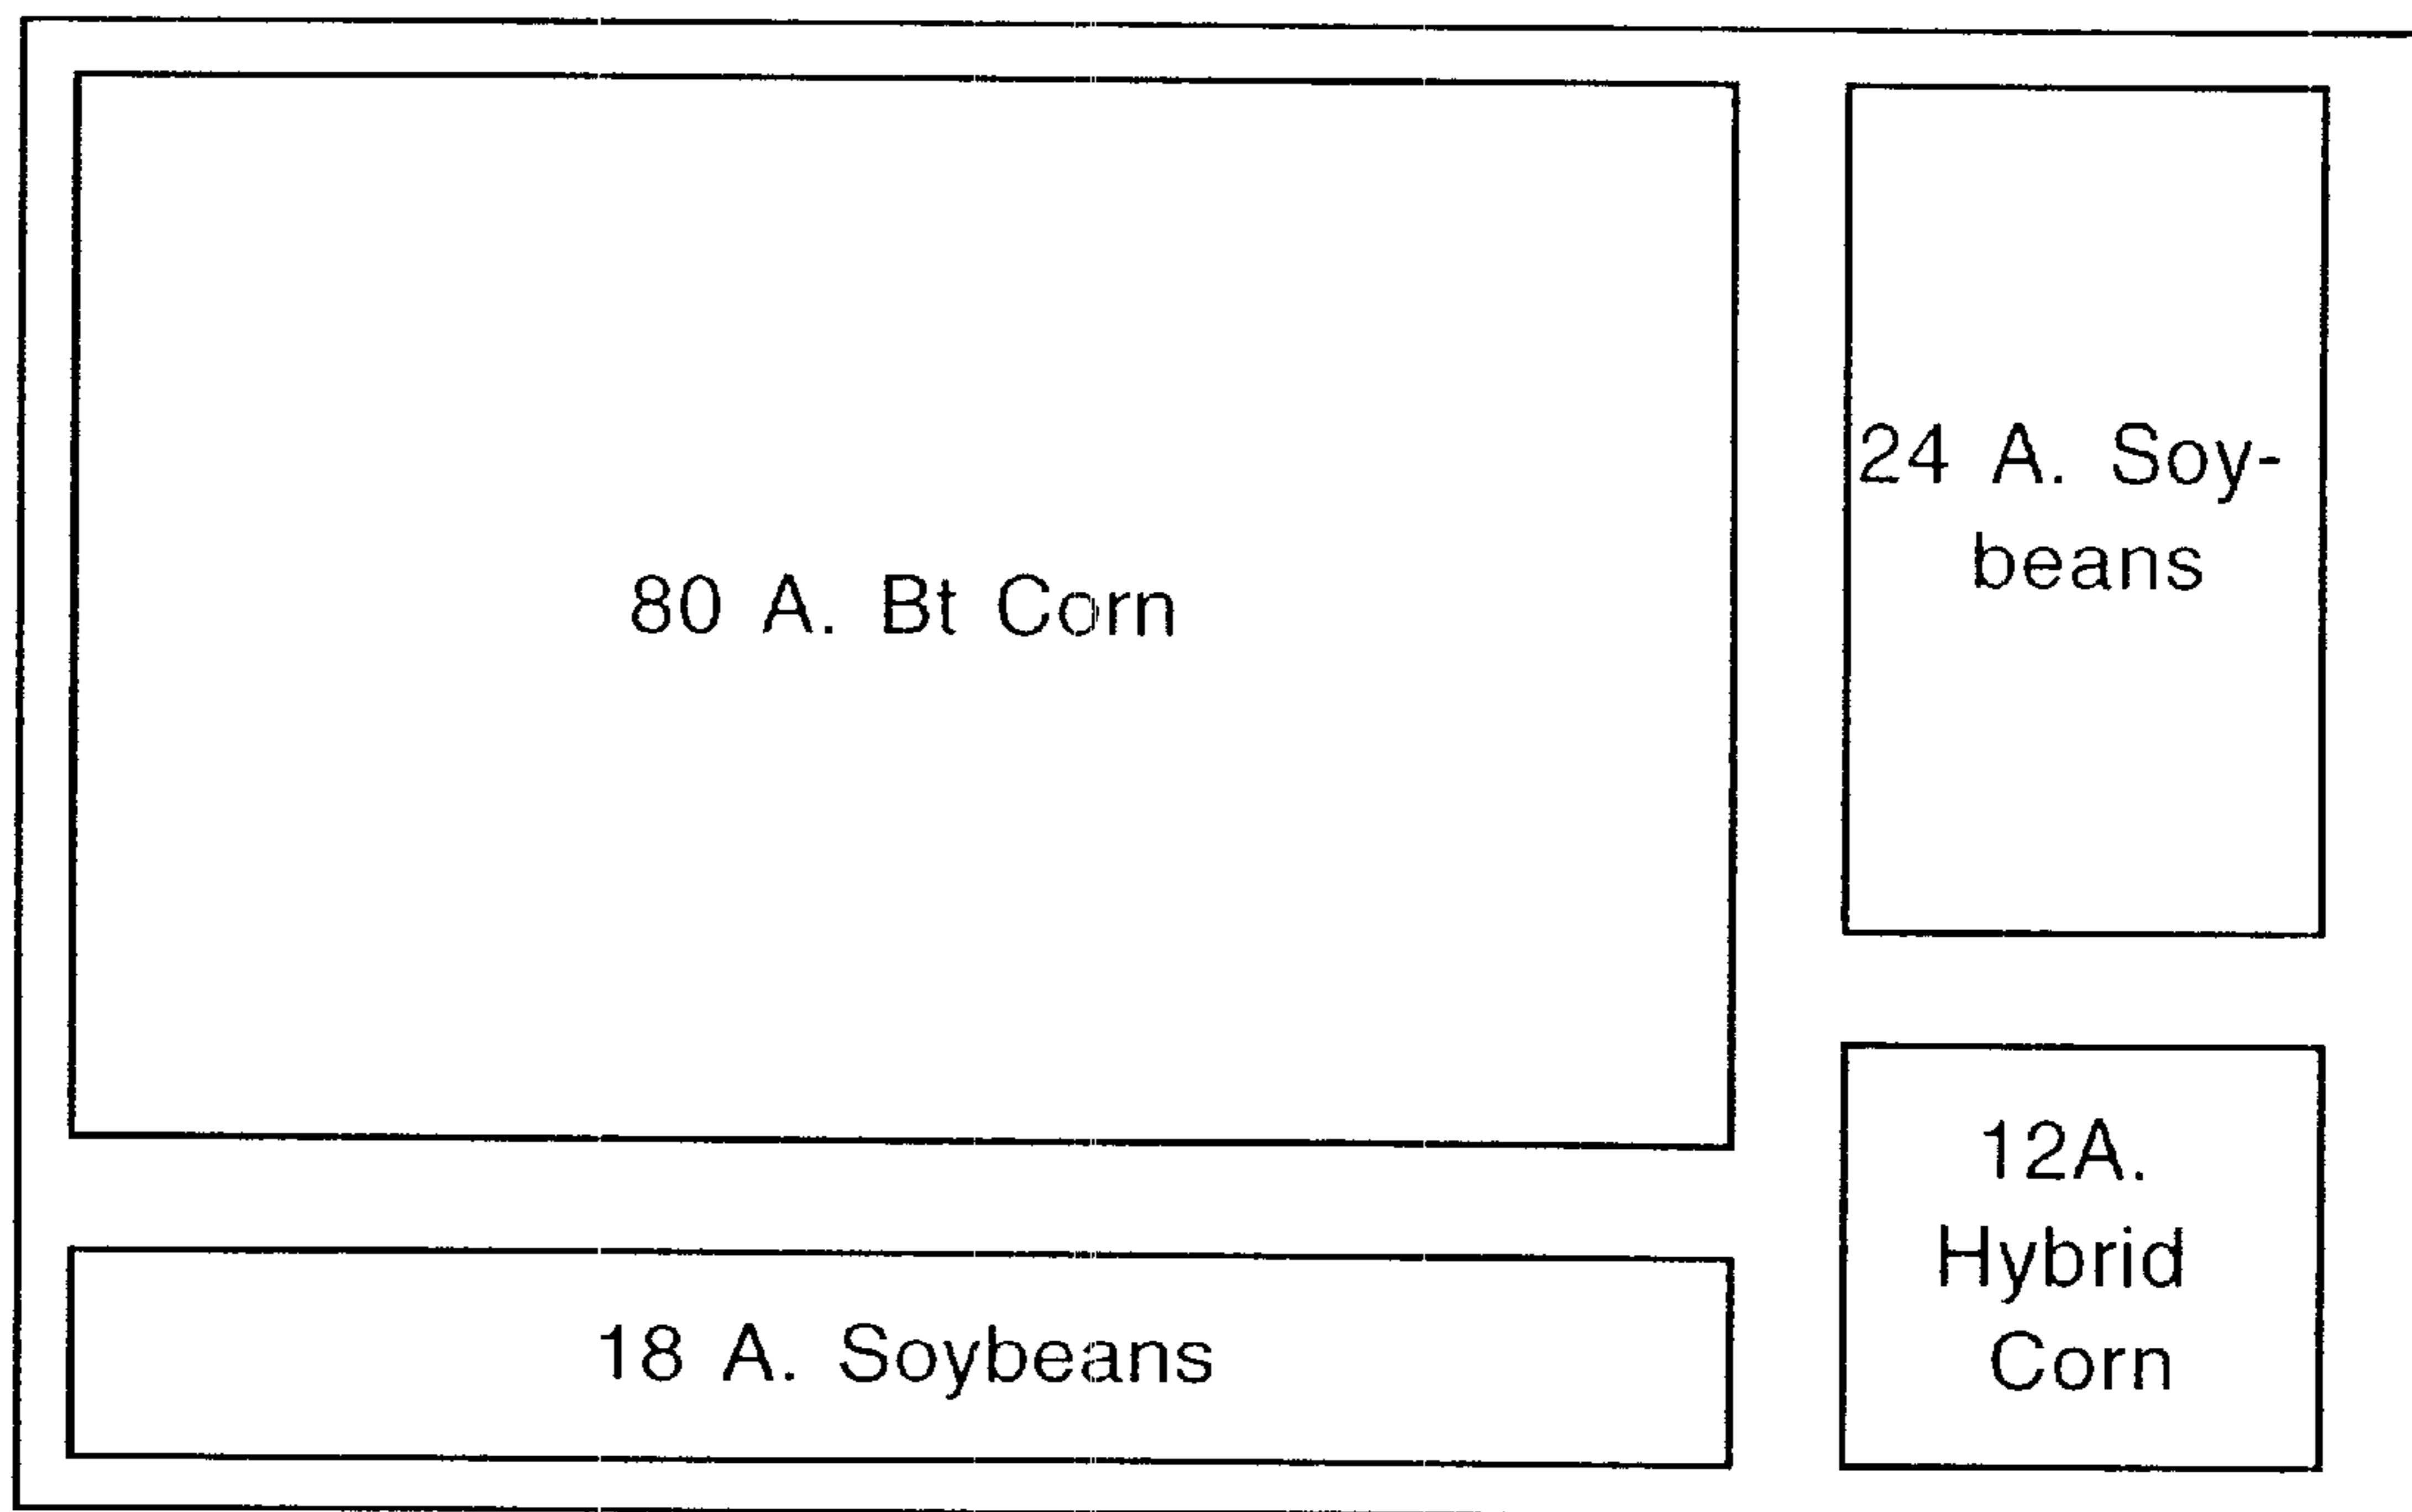 80 A. Bt Corn
24 A. Soy-
beans
18 A. Soybeans
12A.
Hybrid
Corn